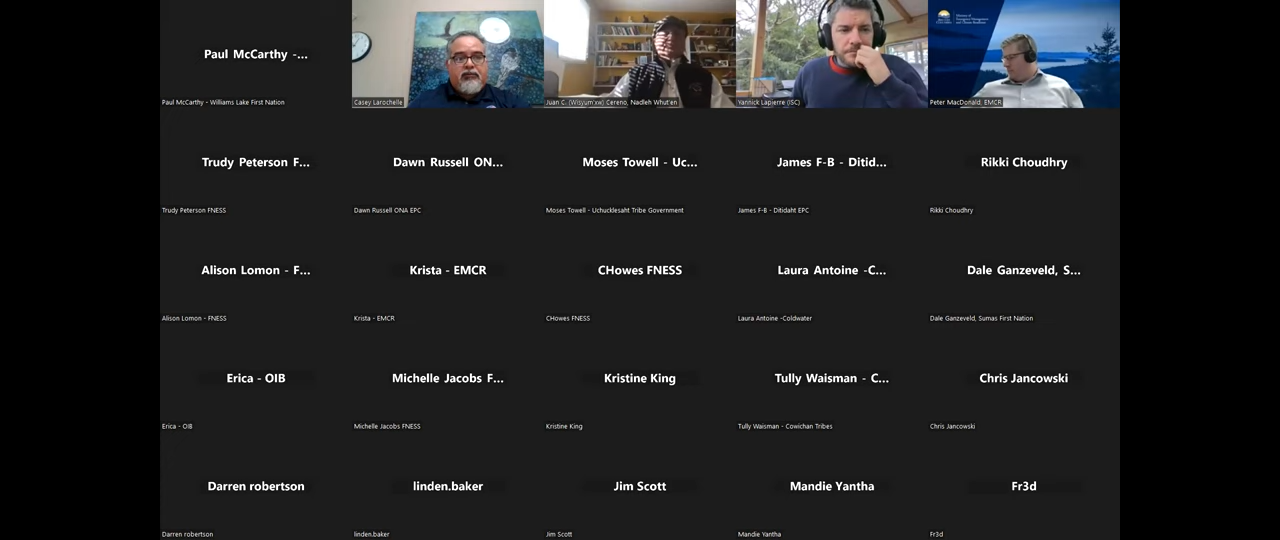 Paul McCarthy -...
Paul McCarthy - Williams Lake First Nation
Casey Larochelle
Juan C. (Wisyum:xw) Cereno, Nadleh Whut'en
Yannick Lapierre (ISC)
Peter MacDonald, EMCR
Trudy Peterson F...
Dawn Russell ON...
Moses Towell - Uc...
James F-B - Ditid...
Rikki Choudhry
Trudy Peterson FNESS
Dawn Russell ONA EPC
Moses Towell - Uchucklesaht Tribe Government
James F-B - Ditidaht EPC
Rikki Choudhry
Alison Lomon - F...
Krista - EMCR
CHowes FNESS
Laura Antoine -C...
Dale Ganzeveld, S...
Alison Lomon - FNESS
Krista - EMCR
CHowes FNESS
Laura Antoine -Coldwater
Dale Ganzeveld, Sumas First Nation
Erica - OIB
Michelle Jacobs F...
Kristine King
Tully Waisman - C...
Chris Jancowski
Erica - OIB
Michelle Jacobs FNESS
Kristine King
Tully Waisman - Cowichan Tribes
Chris Jancowski
Darren robertson
linden.baker
Jim Scott
Mandie Yantha
Fr3d
Darren robertson
linden.baker
Jim Scott
Mandie Yantha
Fr3d